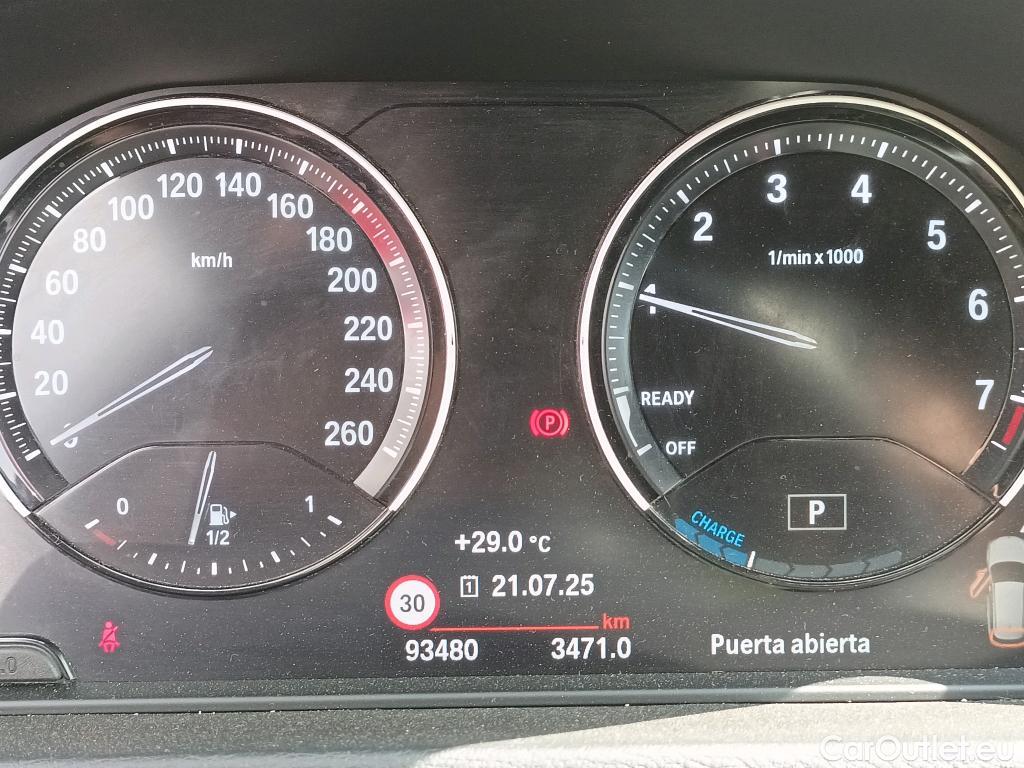 120 140
100 160
80 180
60 km/h 200
40 220
20 240
0 260
0 1
1/2
3 4
2 5
1/min x 1000
1 6
READY 7
OFF
P
CHARGE
P
+29.0 °C
1 21.07.25
30
km
93480 3471.0
Puerta abierta
.0
CarOutlet.eu